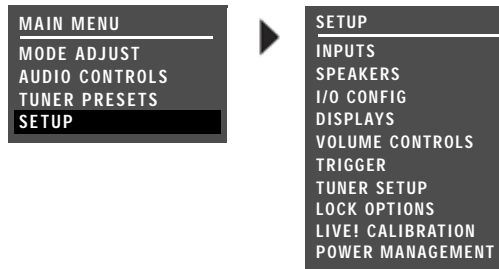 MAIN MENU
MODE ADJUST
AUDIO CONTROLS
TUNER PRESETS
SETUP
SETUP
INPUTS
SPEAKERS
I/O CONFIG
DISPLAYS
VOLUME CONTROLS
TRIGGER
TUNER SETUP
LOCK OPTIONS
LIVE! CALIBRATION
POWER MANAGEMENT